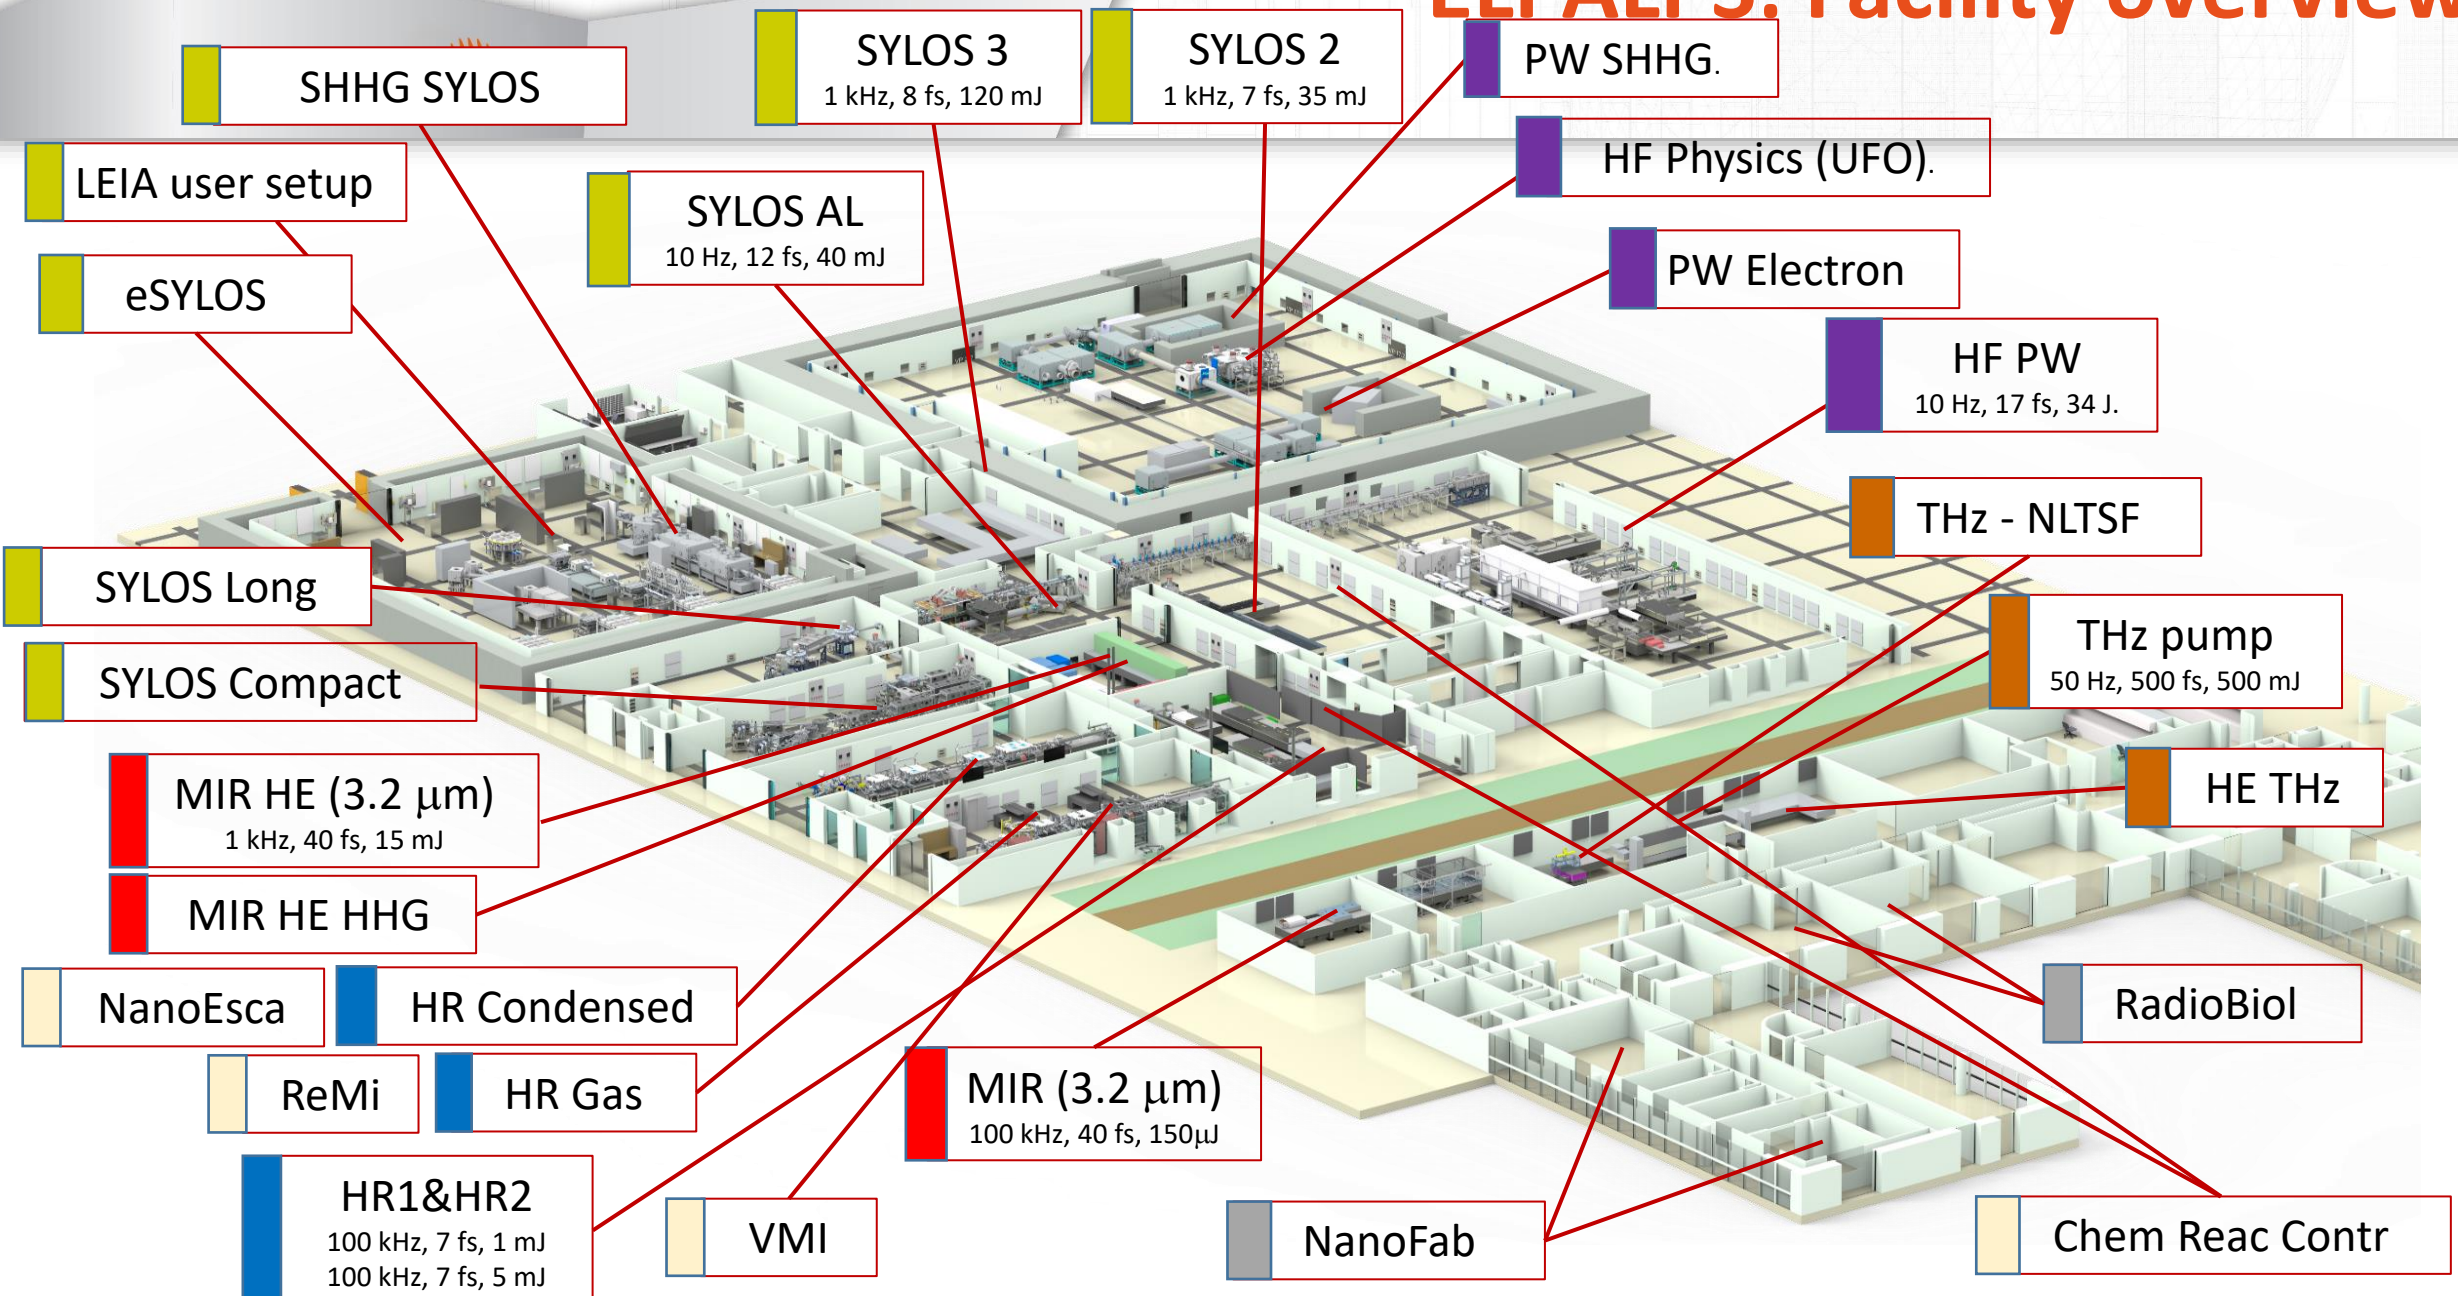 ELI ALPS: Facility overview
SHHG SYLOS
SYLOS 3
1 kHz, 8 fs, 120 mJ
SYLOS 2
1 kHz, 7 fs, 35 mJ
PW SHHG.
LEIA user setup
SYLOS AL
10 Hz, 12 fs, 40 mJ
HF Physics (UFO).
eSYLOS
PW Electron
HF PW
10 Hz, 17 fs, 34 J.
THz - NLTSF
SYLOS Long
THz pump
50 Hz, 500 fs, 500 mJ
SYLOS Compact
MIR HE (3.2 μm)
1 kHz, 40 fs, 15 mJ
HE THz
MIR HE HHG
NanoEsca
HR Condensed
RadioBiol
ReMi
HR Gas
MIR (3.2 μm)
100 kHz, 40 fs, 150μJ
HR1&HR2
100 kHz, 7 fs, 1 mJ
100 kHz, 7 fs, 5 mJ
VMI
NanoFab
Chem Reac Contr